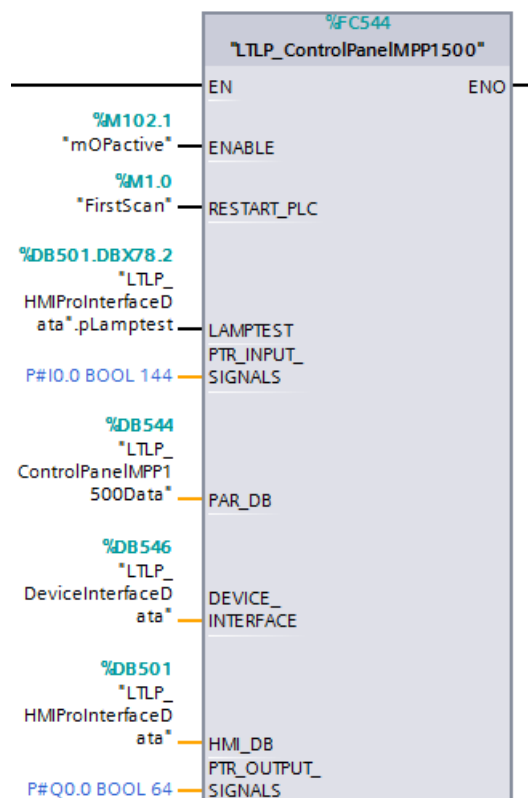 %FC544
"LTLP_ControlPanelMPP1500"
EN
ENO
%M102.1
"mOPactive"
ENABLE
%M1.0
"FirstScan"
RESTART_PLC
%DB501.DBX78.2
"LTLP_
HMIProInterfaceD
ata".pLamptest
LAMPTEST
PTR_INPUT_
P#I0.0 BOOL 144
SIGNALS
%DB544
"LTLP_
ControlPanelMPP1
500Data"
PAR_DB
%DB546
"LTLP_
DeviceInterfaceD
ata"
DEVICE_
INTERFACE
%DB501
"LTLP_
HMIProInterfaceD
ata"
HMI_DB
PTR_OUTPUT_
P#Q0.0 BOOL 64
SIGNALS